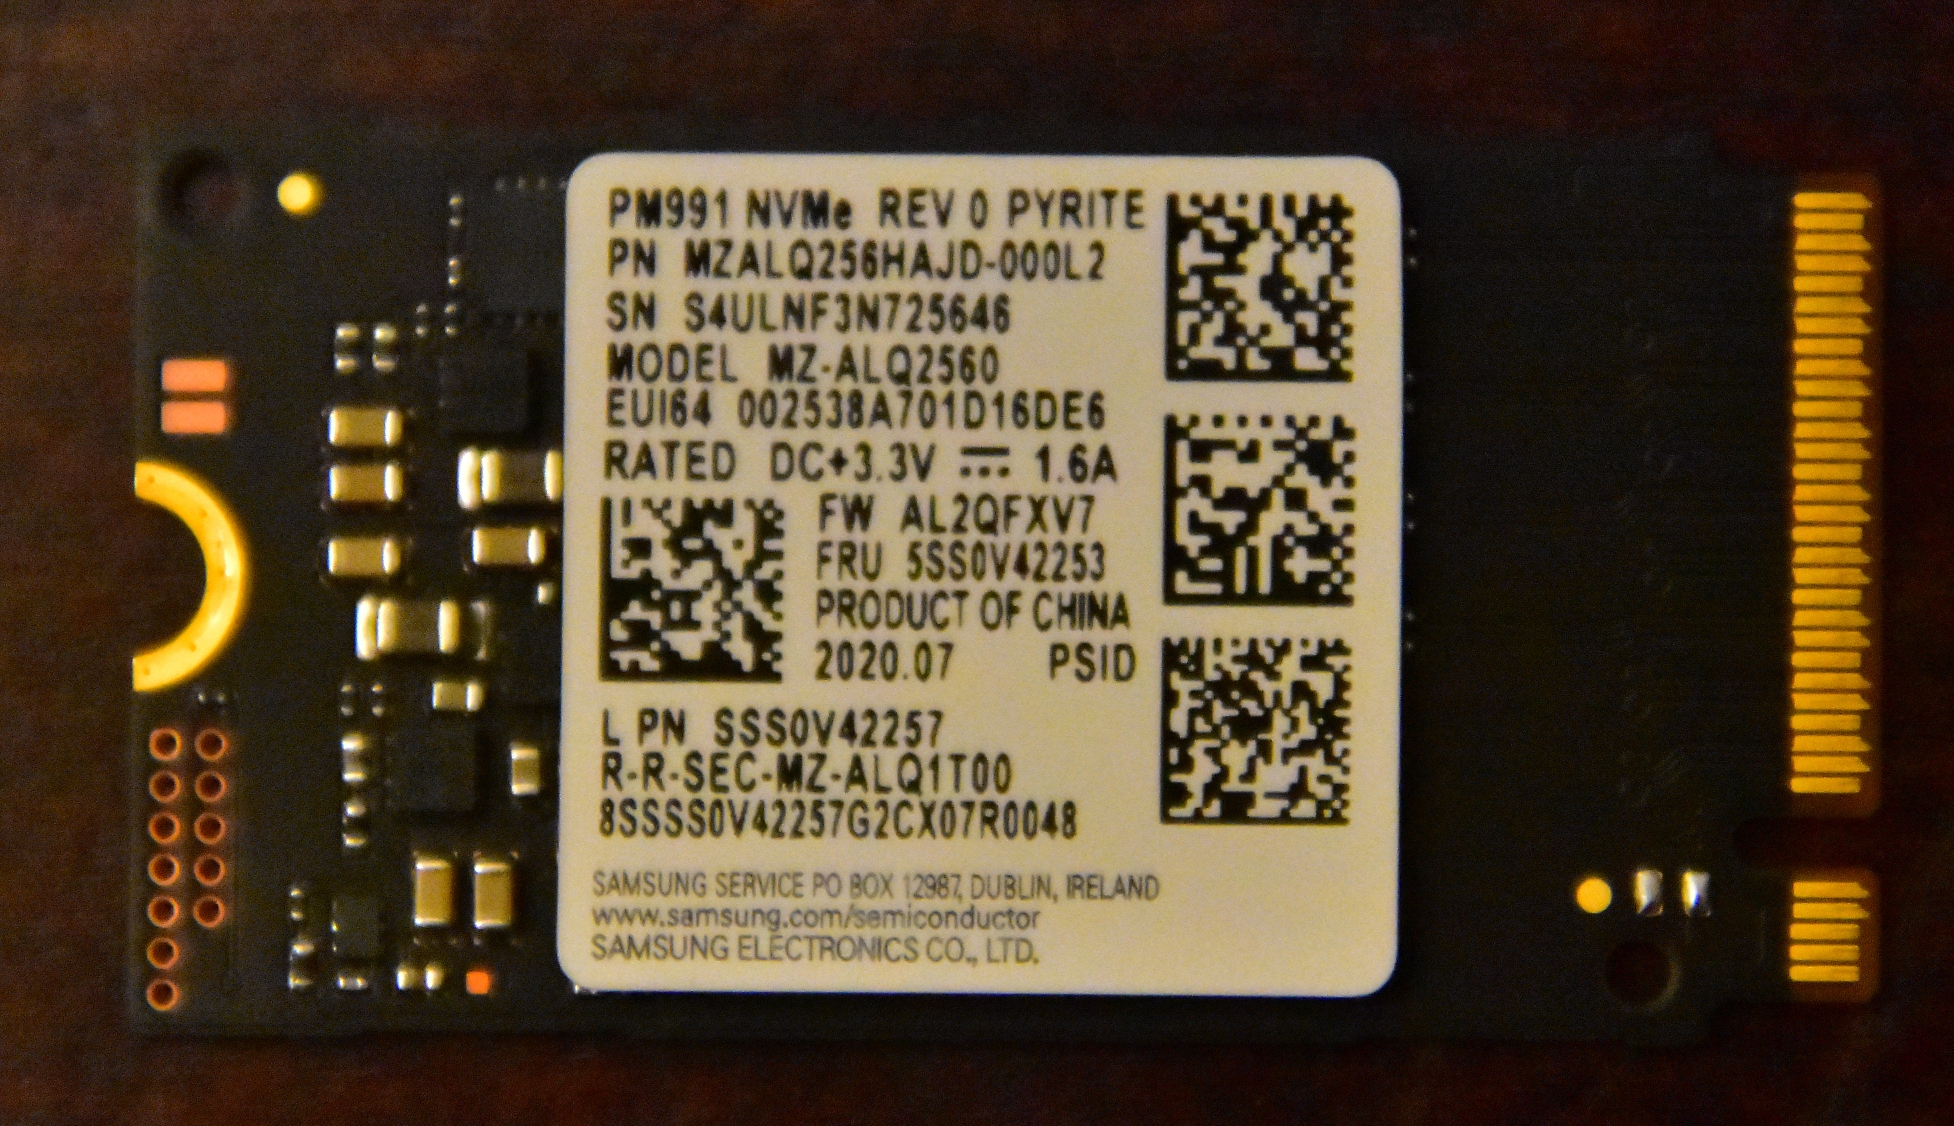 PM991 NVMe REV 0 PYRITE
PN MZALQ256HAJD-000L2
SN S4ULNF3N725646
MODEL MZ-ALQ2560
EUI64 002538A701D16DE6
RATED DC+3.3V ⎓ 1.6A
FW AL2QFXV7
FRU 5SS0V42253
PRODUCT OF CHINA
2020.07 PSID
L PN SSS0V42257
R-R-SEC-MZ-ALQ1T00
8SSSS0V42257G2CX07R0048
SAMSUNG SERVICE PO BOX 12987, DUBLIN, IRELAND
www.samsung.com/semiconductor
SAMSUNG ELECTRONICS CO., LTD.